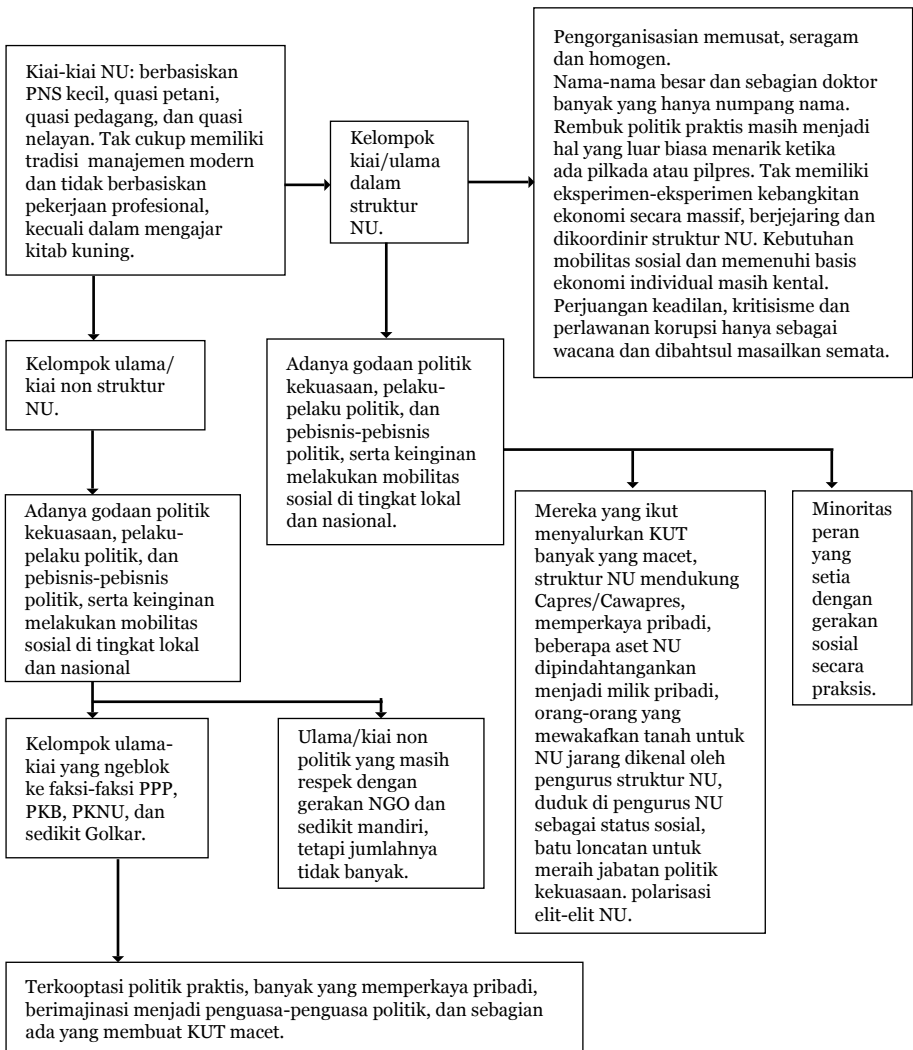 Kiai-kiai NU: berbasiskan
PNS kecil, quasi petani,
quasi pedagang, dan quasi
nelayan. Tak cukup memiliki
tradisi manajemen modern
dan tidak berbasiskan
pekerjaan profesional,
kecuali dalam mengajar
kitab kuning.
Kelompok
kiai/ulama
dalam
struktur
NU.
Pengorganisasian memusat, seragam
dan homogen.
Nama-nama besar dan sebagian doktor
banyak yang hanya numpang nama.
Rembuk politik praktis masih menjadi
hal yang luar biasa menarik ketika
ada pilkada atau pilpres. Tak memiliki
eksperimen-eksperimen kebangkitan
ekonomi secara massif, berjejaring dan
dikoordinir struktur NU. Kebutuhan
mobilitas sosial dan memenuhi basis
ekonomi individual masih kental.
Perjuangan keadilan, kritisisme dan
perlawanan korupsi hanya sebagai
wacana dan dibahtsul masailkan semata.
Kelompok ulama/
kiai non struktur
NU.
Adanya godaan politik
kekuasaan, pelaku-
pelaku politik, dan
pebisnis-pebisnis
politik, serta keinginan
melakukan mobilitas
sosial di tingkat lokal
dan nasional.
Adanya godaan politik
kekuasaan, pelaku-
pelaku politik, dan
pebisnis-pebisnis
politik, serta keinginan
melakukan mobilitas
sosial di tingkat lokal
dan nasional
Mereka yang ikut
menyalurkan KUT
banyak yang macet,
struktur NU mendukung
Capres/Cawapres,
memperkaya pribadi,
beberapa aset NU
dipindahtangankan
menjadi milik pribadi,
orang-orang yang
mewakafkan tanah untuk
NU jarang dikenal oleh
pengurus struktur NU,
duduk di pengurus NU
sebagai status sosial,
batu loncatan untuk
meraih jabatan politik
kekuasaan. polarisasi
elit-elit NU.
Minoritas
peran
yang
setia
dengan
gerakan
sosial
secara
praksis.
Kelompok ulama-
kiai yang ngeblok
ke faksi-faksi PPP,
PKB, PKNU, dan
sedikit Golkar.
Ulama/kiai non
politik yang masih
respek dengan
gerakan NGO dan
sedikit mandiri,
tetapi jumlahnya
tidak banyak.
Terkooptasi politik praktis, banyak yang memperkaya pribadi,
berimajinasi menjadi penguasa-penguasa politik, dan sebagian
ada yang membuat KUT macet.